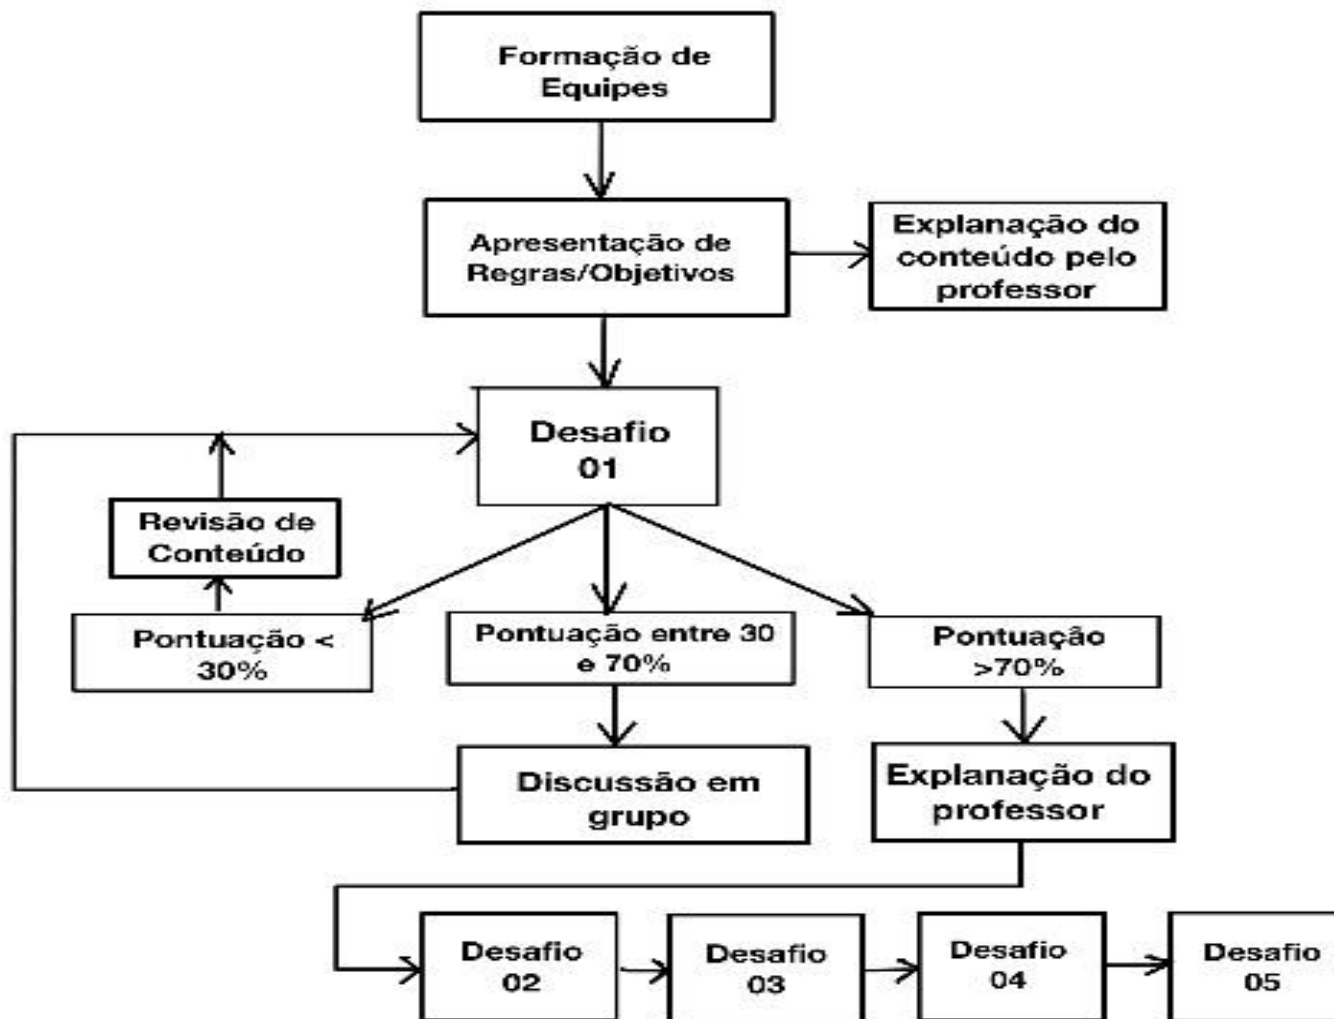 Formação de
Equipes
Apresentação de
Regras/Objetivos
Explanação do
conteúdo pelo
professor
Desafio
01
Revisão de
Conteúdo
Pontuação <
30%
Pontuação entre 30
e 70%
Pontuação
>70%
Discussão em
grupo
Explanação do
professor
Desafio
02
Desafio
03
Desafio
04
Desafio
05